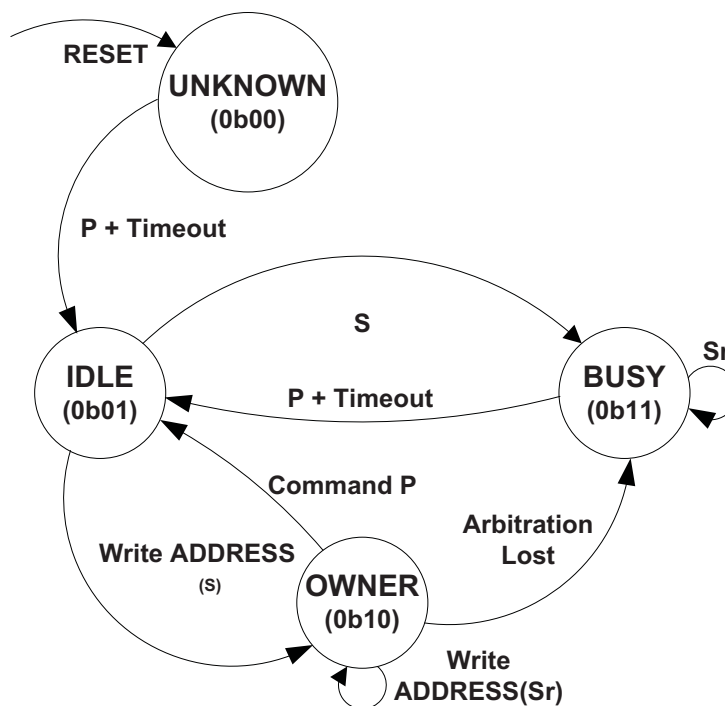 RESET
UNKNOWN
(0b00)
P + Timeout
S
IDLE
(0b01)
BUSY
(0b11)
Sr
P + Timeout
Command P
Arbitration
Lost
Write ADDRESS
(S)
OWNER
(0b10)
Write
ADDRESS(Sr)